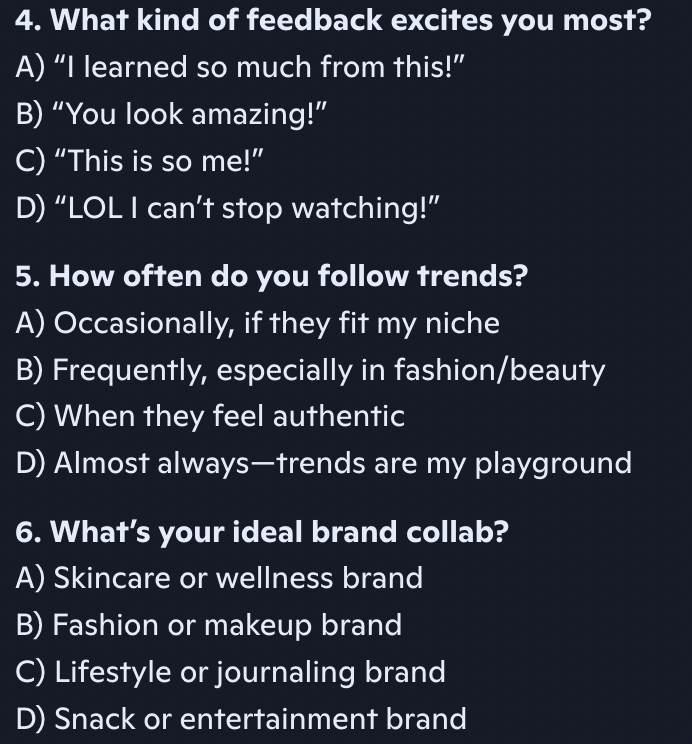 4. What kind of feedback excites you most?
A) “I learned so much from this!”
B) “You look amazing!”
C) “This is so me!”
D) “LOL I can’t stop watching!”
5. How often do you follow trends?
A) Occasionally, if they fit my niche
B) Frequently, especially in fashion/beauty
C) When they feel authentic
D) Almost always—trends are my playground
6. What’s your ideal brand collab?
A) Skincare or wellness brand
B) Fashion or makeup brand
C) Lifestyle or journaling brand
D) Snack or entertainment brand